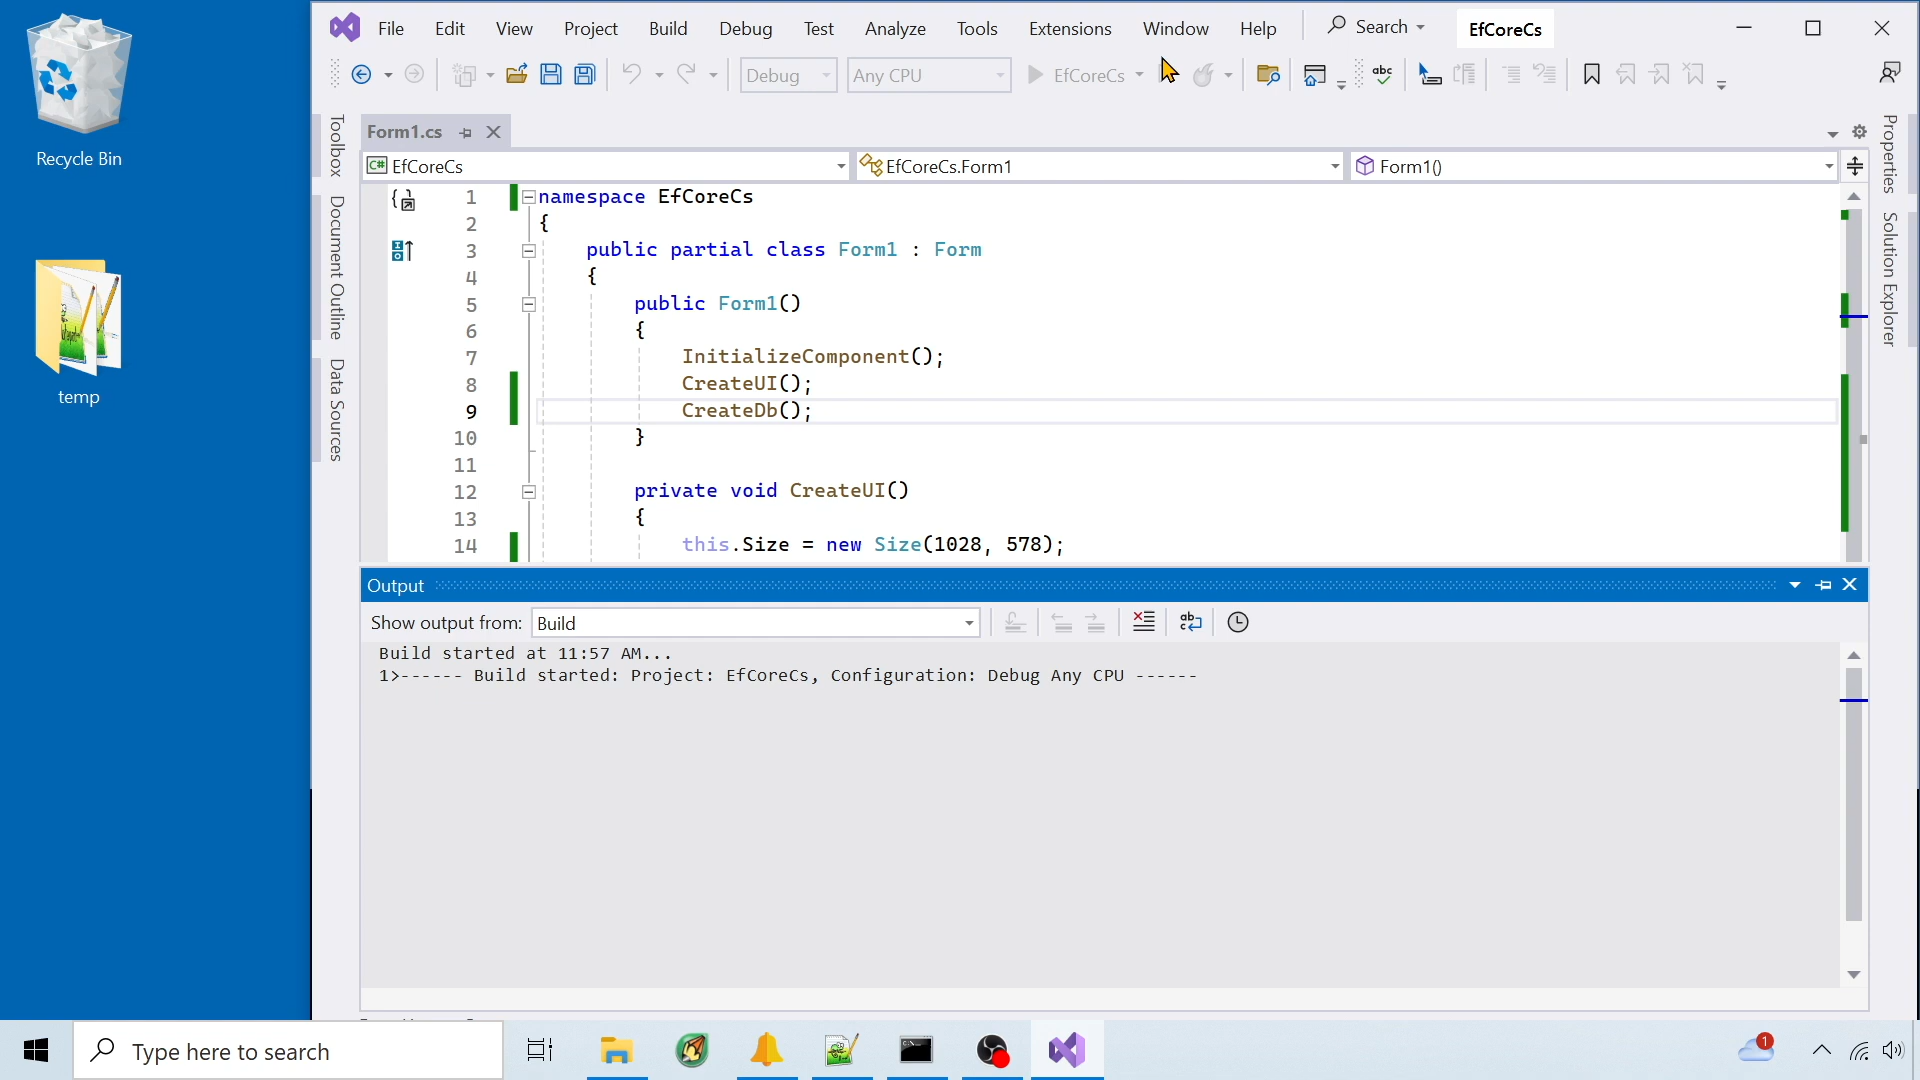 Recycle Bin
temp
File Edit View Project Build Debug Test Analyze Tools Extensions Window Help Search EfCoreCs
Debug Any CPU EfCoreCs abc
Toolbox
Document Outline
Data Sources
Form1.cs
C# EfCoreCs EfCoreCs.Form1 Form1()
1 namespace EfCoreCs
2 {
3 public partial class Form1 : Form
4 {
5 public Form1()
6 {
7 InitializeComponent();
8 CreateUI();
9 CreateDb();
10 }
11
12 private void CreateUI()
13 {
14 this.Size = new Size(1028, 578);
Properties
Solution Explorer
Output
Show output from: Build
Build started at 11:57 AM...
1>------ Build started: Project: EfCoreCs, Configuration: Debug Any CPU ------
Type here to search
1